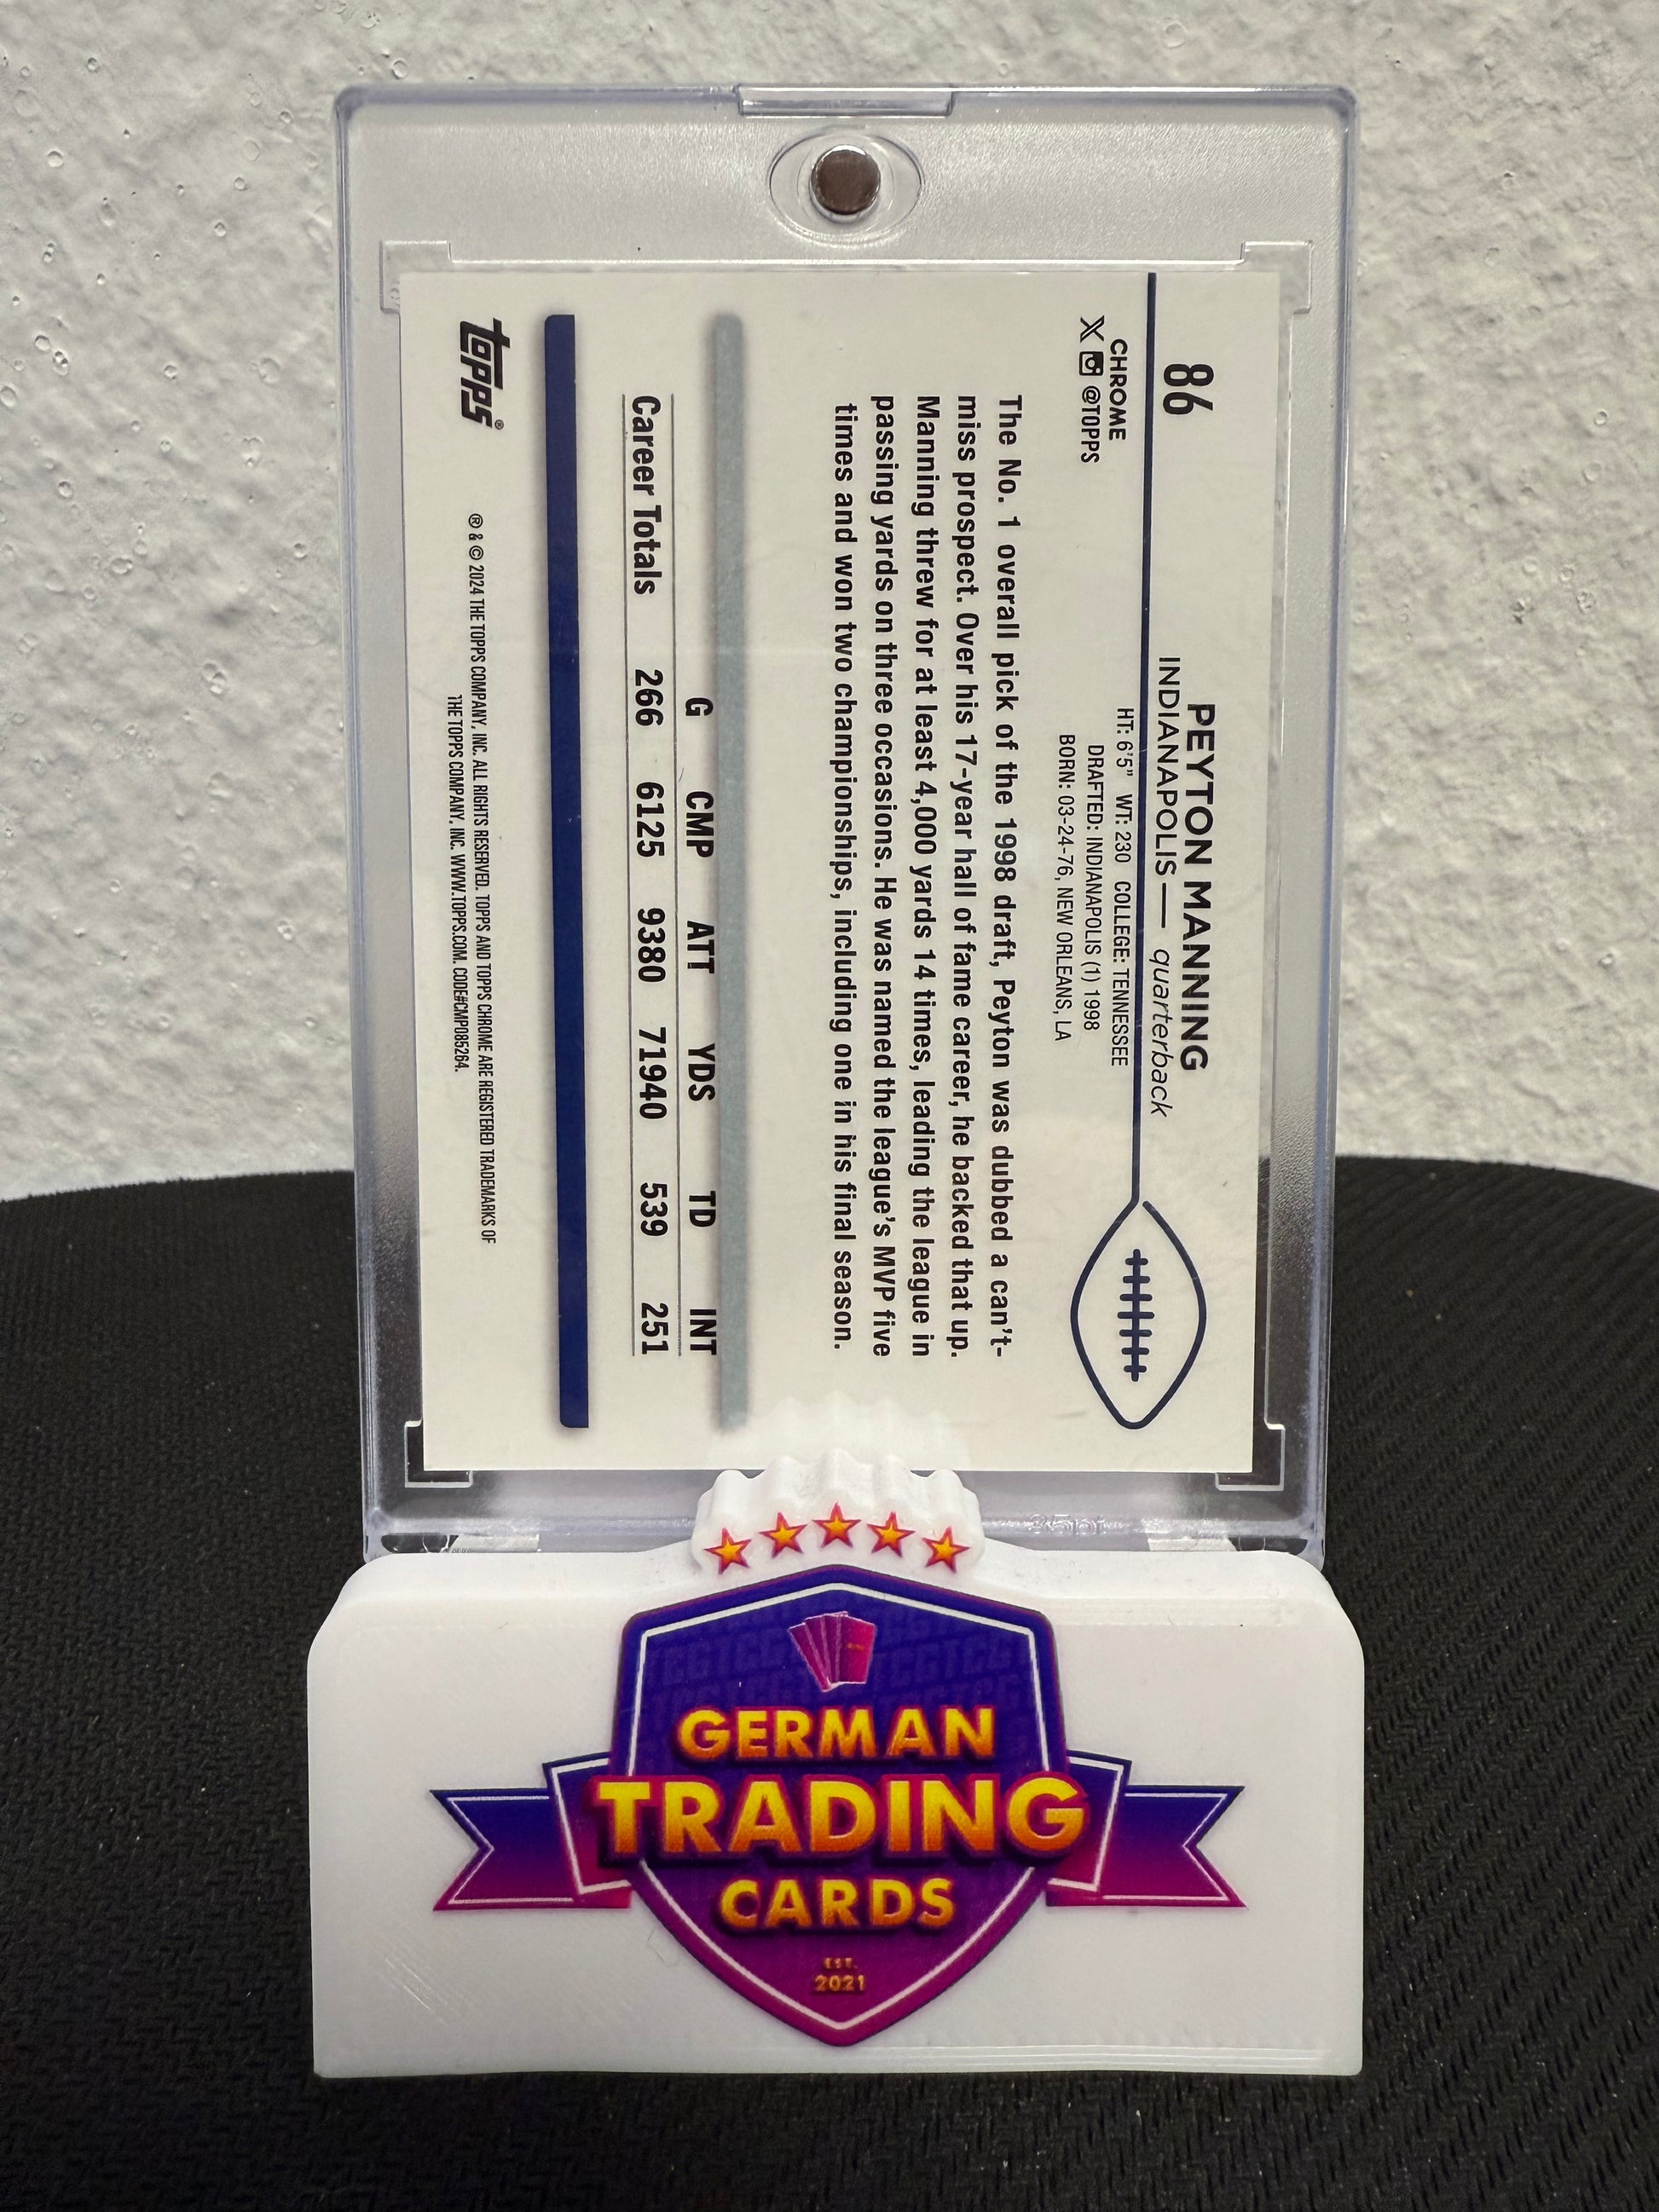 86
PEYTON MANNING
INDIANAPOLIS — quarterback
CHROME
X @TOPPS
HT: 6'5" WT: 230 COLLEGE: TENNESSEE
DRAFTED: INDIANAPOLIS (1) 1998
BORN: 03-24-76, NEW ORLEANS, LA
The No. 1 overall pick of the 1998 draft, Peyton was dubbed a can't-
miss prospect. Over his 17-year hall of fame career, he backed that up.
Manning threw for at least 4,000 yards 14 times, leading the league in
passing yards on three occasions. He was named the league's MVP five
times and won two championships, including one in his final season.
G CMP ATT YDS TD INT
Career Totals 266 6125 9380 71940 539 251
topps®
® & © 2024 THE TOPPS COMPANY, INC. ALL RIGHTS RESERVED. TOPPS AND TOPPS CHROME ARE REGISTERED TRADEMARKS OF
THE TOPPS COMPANY, INC. WWW.TOPPS.COM. CODE#CMP085264.
35pt
GERMAN
TRADING
CARDS
EST.
2021